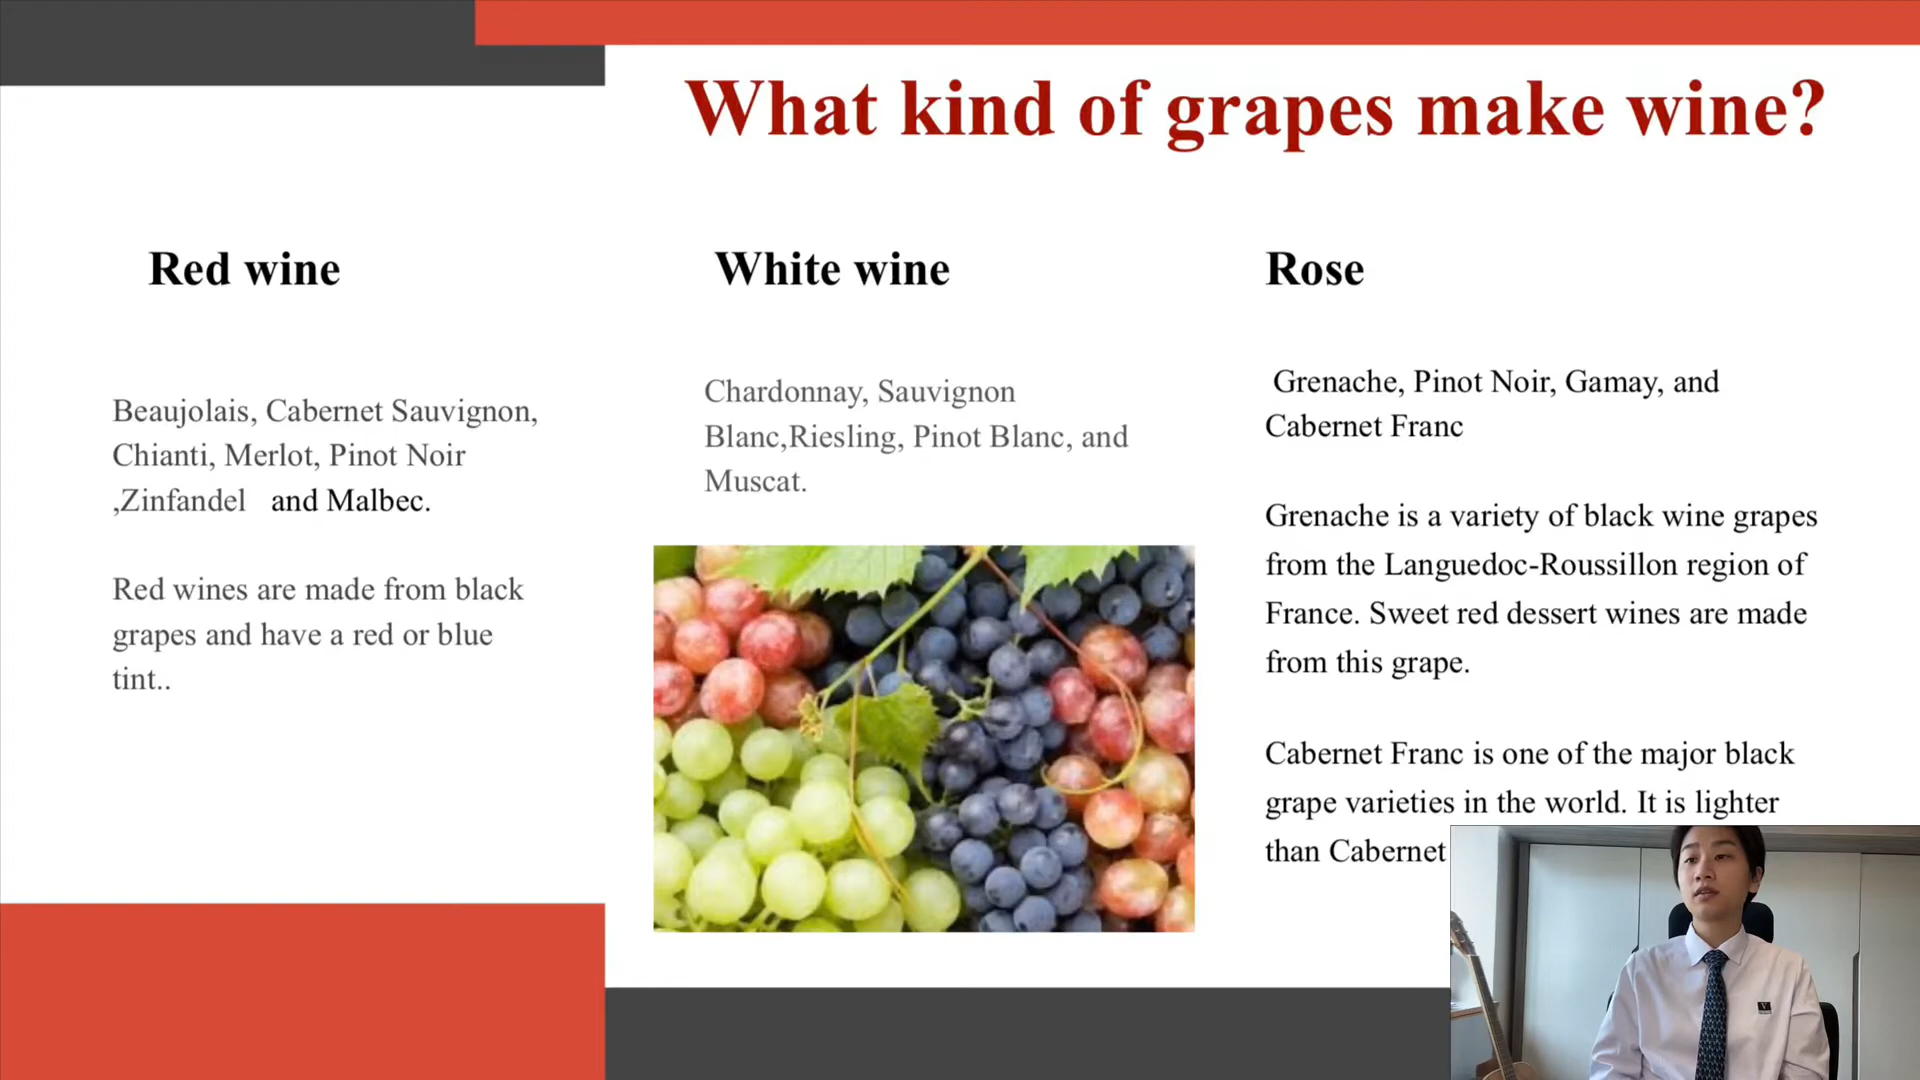 What kind of grapes make wine?
Red wine
Beaujolais, Cabernet Sauvignon,
Chianti, Merlot, Pinot Noir
,Zinfandel and Malbec.
Red wines are made from black
grapes and have a red or blue
tint..
White wine
Chardonnay, Sauvignon
Blanc,Riesling, Pinot Blanc, and
Muscat.
Rose
Grenache, Pinot Noir, Gamay, and
Cabernet Franc
Grenache is a variety of black wine grapes
from the Languedoc-Roussillon region of
France. Sweet red dessert wines are made
from this grape.
Cabernet Franc is one of the major black
grape varieties in the world. It is lighter
than Cabernet